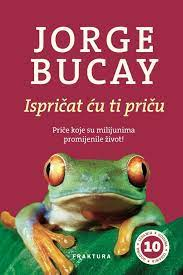 JORGE
BUCAY
Ispričat ću ti priču
Priče koje su milijunima
promijenile život!
10
FRAKTURA